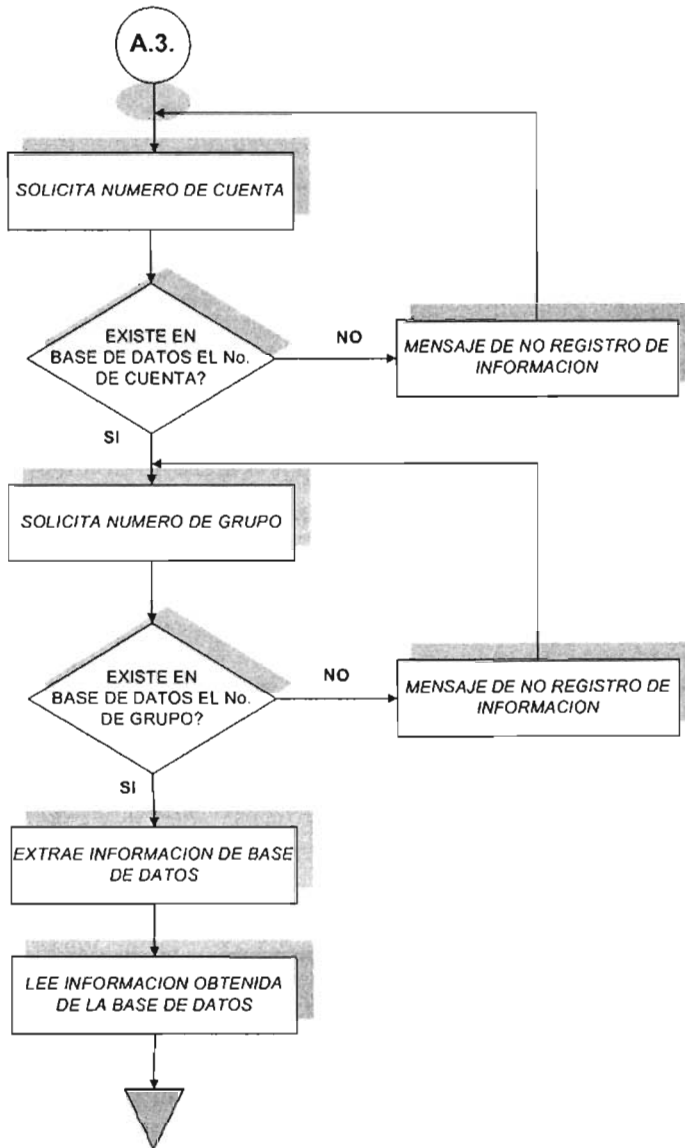 A.3.
SOLICITA NUMERO DE CUENTA
EXISTE EN
BASE DE DATOS EL No.
DE CUENTA?
NO
MENSAJE DE NO REGISTRO DE
INFORMACION
SI
SOLICITA NUMERO DE GRUPO
EXISTE EN
BASE DE DATOS EL No.
DE GRUPO?
NO
MENSAJE DE NO REGISTRO DE
INFORMACION
SI
EXTRAE INFORMACION DE BASE
DE DATOS
LEE INFORMACION OBTENIDA
DE LA BASE DE DATOS